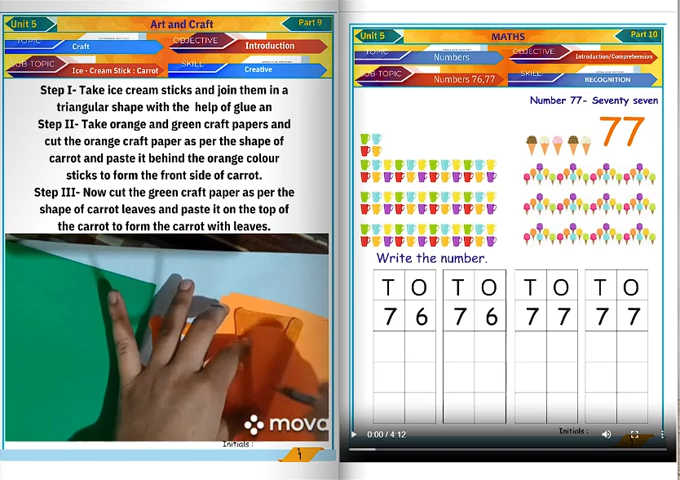 Unit 5
Art and Craft
Part 9
TOPIC
Craft
OBJECTIVE
Introduction
SUB-TOPIC
Ice - Cream Stick : Carrot
SKILL
Creative
Step I- Take ice cream sticks and join them in a
triangular shape with the help of glue an
Step II- Take orange and green craft papers and
cut the orange craft paper as per the shape of
carrot and paste it behind the orange colour
sticks to form the front side of carrot.
Step III- Now cut the green craft paper as per the
shape of carrot leaves and paste it on the top of
the carrot to form the carrot with leaves.
mova
Initials :
Unit 5
MATHS
Part 10
TOPIC
Numbers
OBJECTIVE
Introduction/Comprehension
SUB-TOPIC
Numbers 76,77
SKILL
RECOGNITION
Number 77- Seventy seven
77
Write the number.
T O T O T O T O
7 6 7 6 7 7 7 7
0:00 / 4:12
Initials :